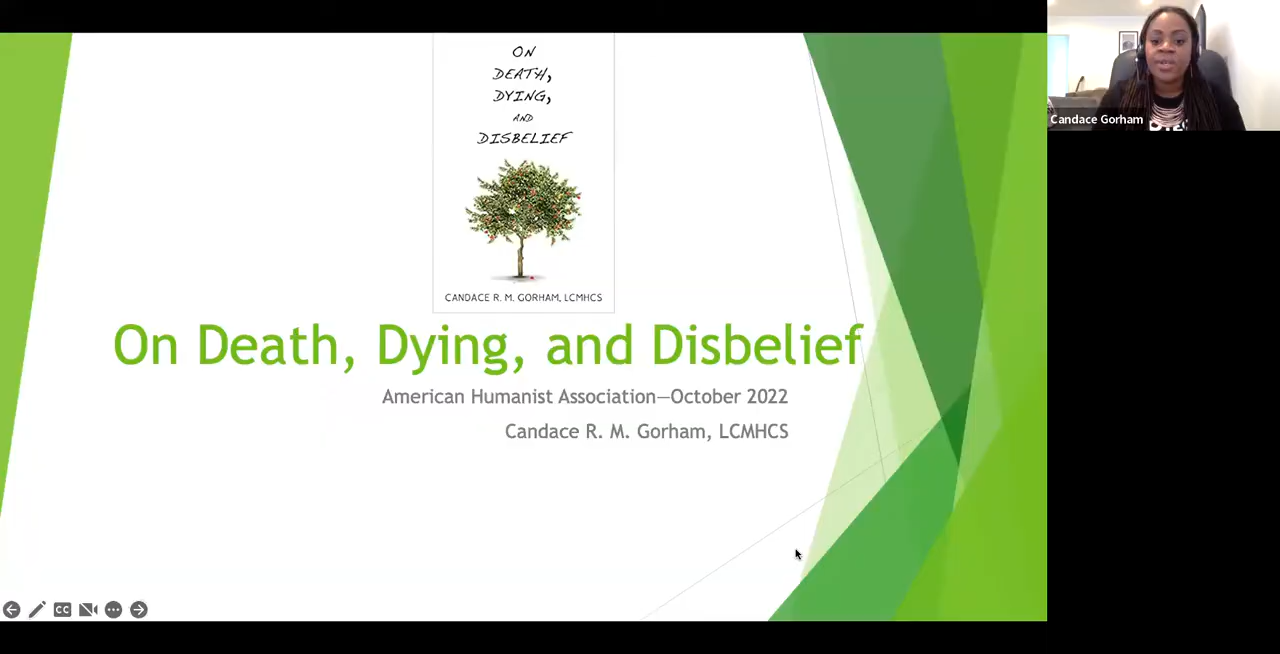 ON
DEATH,
DYING,
AND
DISBELIEF
CANDACE R. M. GORHAM, LCMHCS
On Death, Dying, and Disbelief
American Humanist Association—October 2022
Candace R. M. Gorham, LCMHCS
CC
Candace Gorham